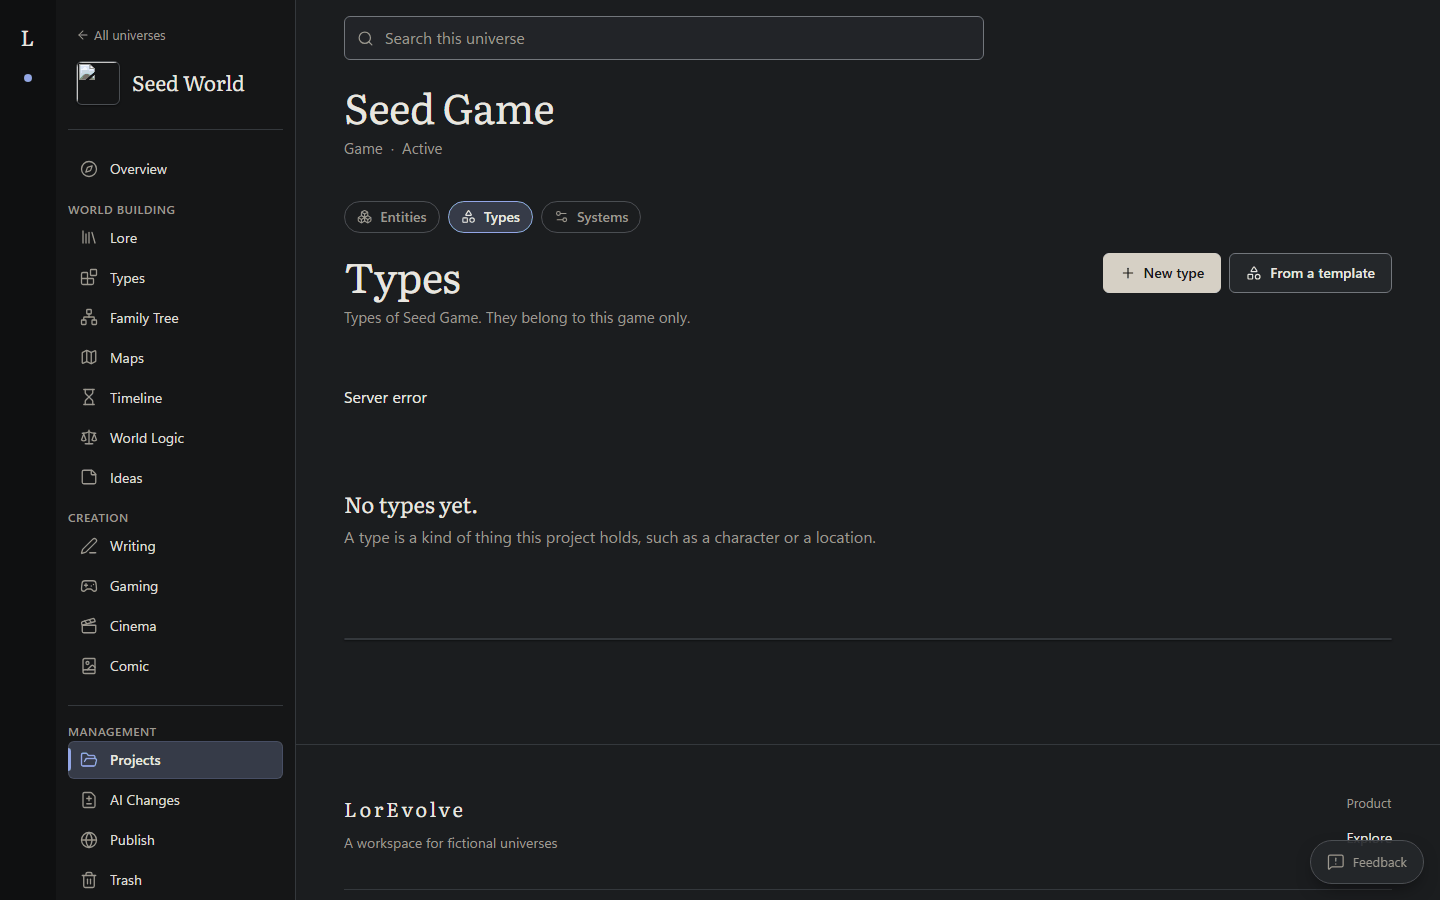 L
All universes
Seed World
Overview
WORLD BUILDING
Lore
Types
Family Tree
Maps
Timeline
World Logic
Ideas
CREATION
Writing
Gaming
Cinema
Comic
MANAGEMENT
Projects
AI Changes
Publish
Trash
Search this universe
Seed Game
Game · Active
Entities
Types
Systems
Types
New type
From a template
Types of Seed Game. They belong to this game only.
Server error
No types yet.
A type is a kind of thing this project holds, such as a character or a location.
LorEvolve
A workspace for fictional universes
Product
Explore
Feedback